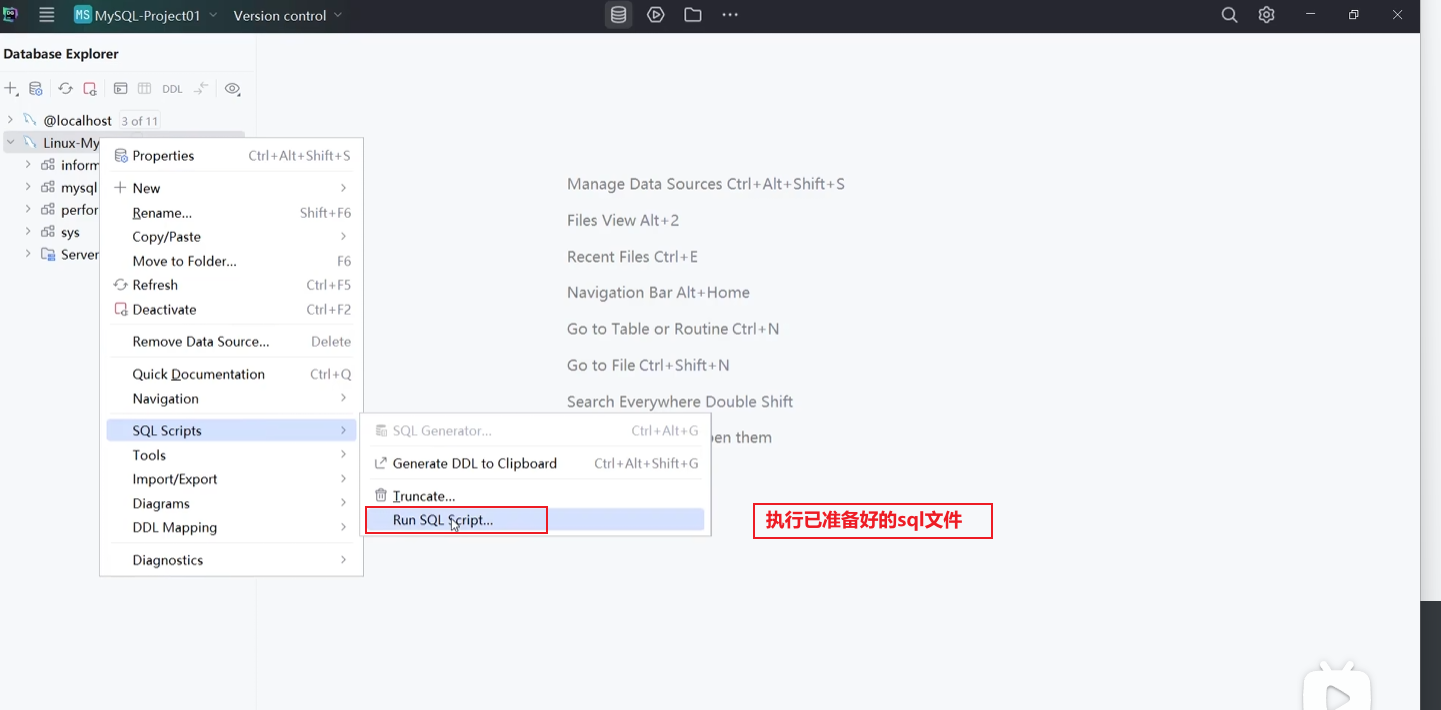 MS MySQL-Project01 Version control
Database Explorer
DDL
@localhost 3 of 11
Linux-My
inform
mysql
perfor
sys
Server
Properties Ctrl+Alt+Shift+S
New
Rename... Shift+F6
Copy/Paste
Move to Folder... F6
Refresh Ctrl+F5
Deactivate Ctrl+F2
Remove Data Source... Delete
Quick Documentation Ctrl+Q
Navigation
SQL Scripts
Tools
Import/Export
Diagrams
DDL Mapping
Diagnostics
SQL Generator... Ctrl+Alt+G
Generate DDL to Clipboard Ctrl+Alt+Shift+G
Truncate...
Run SQL Script...
Manage Data Sources Ctrl+Alt+Shift+S
Files View Alt+2
Recent Files Ctrl+E
Navigation Bar Alt+Home
Go to Table or Routine Ctrl+N
Go to File Ctrl+Shift+N
Search Everywhere Double Shift
en them
执行已准备好的sql文件